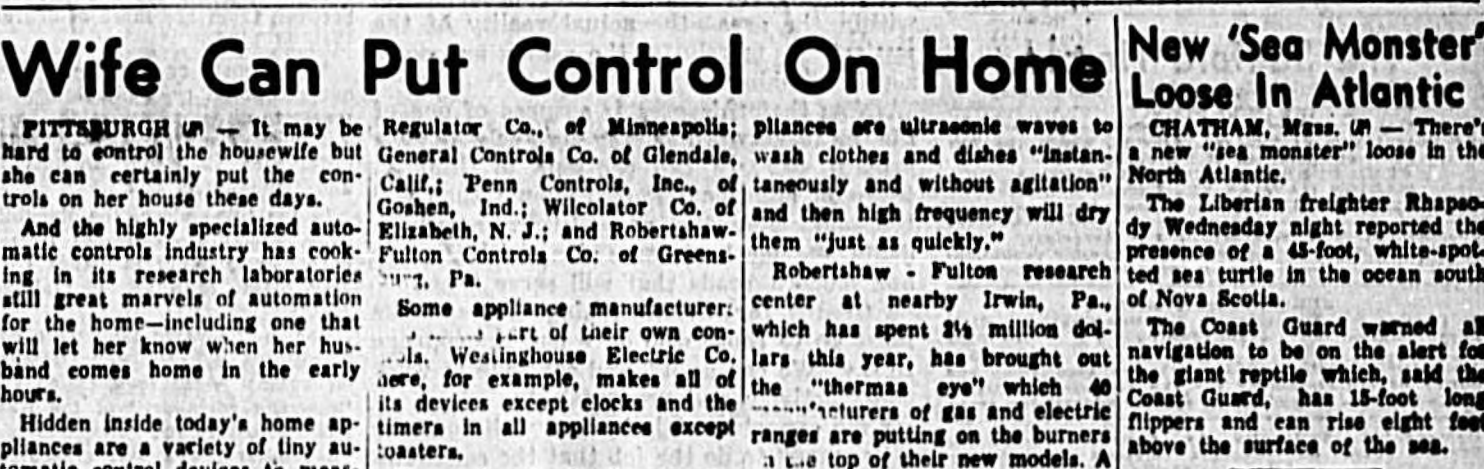 Wife Can Put Control On Home
PITTSBURGH (AP) — It may be
hard to control the housewife but
she can certainly put the con-
trols on her house these days.
And the highly specialized auto-
matic controls industry has cook-
ing in its research laboratories
still great marvels of automation
for the home—including one that
will let her know when her hus-
band comes home in the early
hours.
Hidden inside today's home ap-
pliances are a variety of tiny au-
tomatic control devices to
Regulator Co., of Minneapolis;
General Controls Co. of Glendale,
Calif.; Penn Controls, Inc., of
Goshen, Ind.; Wilcolator Co. of
Elizabeth, N. J.; and Robertshaw-
Fulton Controls Co. of Greens-
burg, Pa.
Some appliance manufacturer
part of their own con-
Westinghouse Electric Co.
here, for example, makes all of
its devices except clocks and the
timers in all appliances except
toasters.
pliances are ultrasonic waves to
wash clothes and dishes "instan-
taneously and without agitation"
and then high frequency will dry
them "just as quickly."
Robertshaw - Fulton research
center at nearby Irwin, Pa.,
which has spent 2½ million dol-
lars this year, has brought out
the "thermaa eye" which 40
of gas and electric
ranges are putting on the burners
top of their new models. A
New 'Sea Monster'
Loose In Atlantic
CHATHAM, Mass. (AP) — There's
a new "sea monster" loose in the
North Atlantic.
The Liberian freighter Rhapso-
dy Wednesday night reported the
presence of a 45-foot, white-spot-
ted sea turtle in the ocean south
of Nova Scotia.
The Coast Guard warned all
navigation to be on the alert for
the giant reptile which, said the
Coast Guard, has 15-foot long
flippers and can rise eight feet
above the surface of the sea.